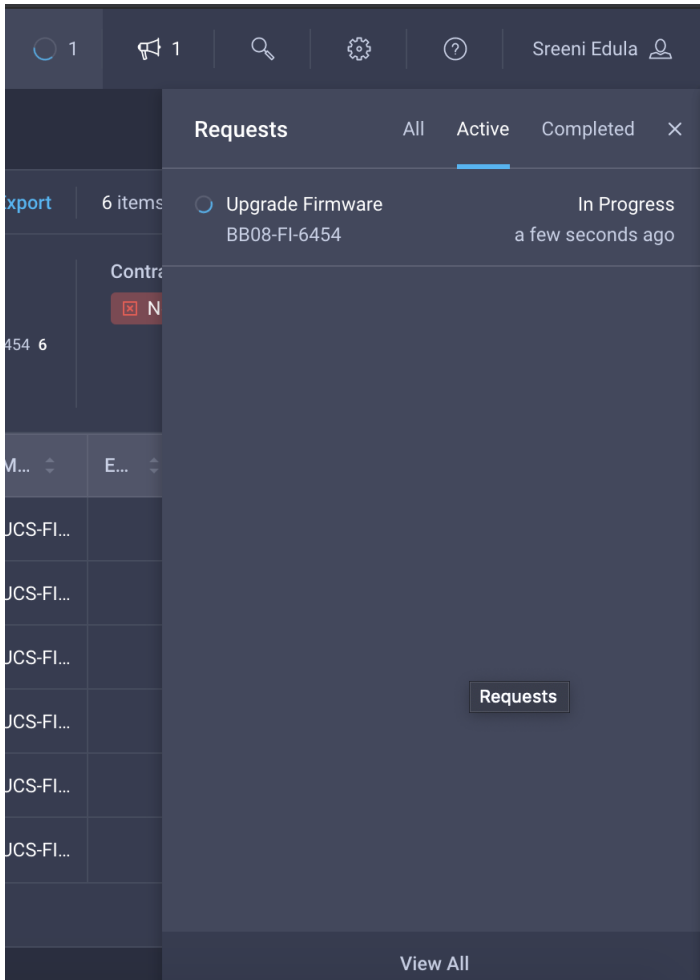 1
1
Sreeni Edula
Requests
All
Active
Completed
xport
6 items
Upgrade Firmware
In Progress
BB08-FI-6454
a few seconds ago
Contra
N
454 6
M...
E...
UCS-FI...
UCS-FI...
UCS-FI...
UCS-FI...
Requests
UCS-FI...
UCS-FI...
View All